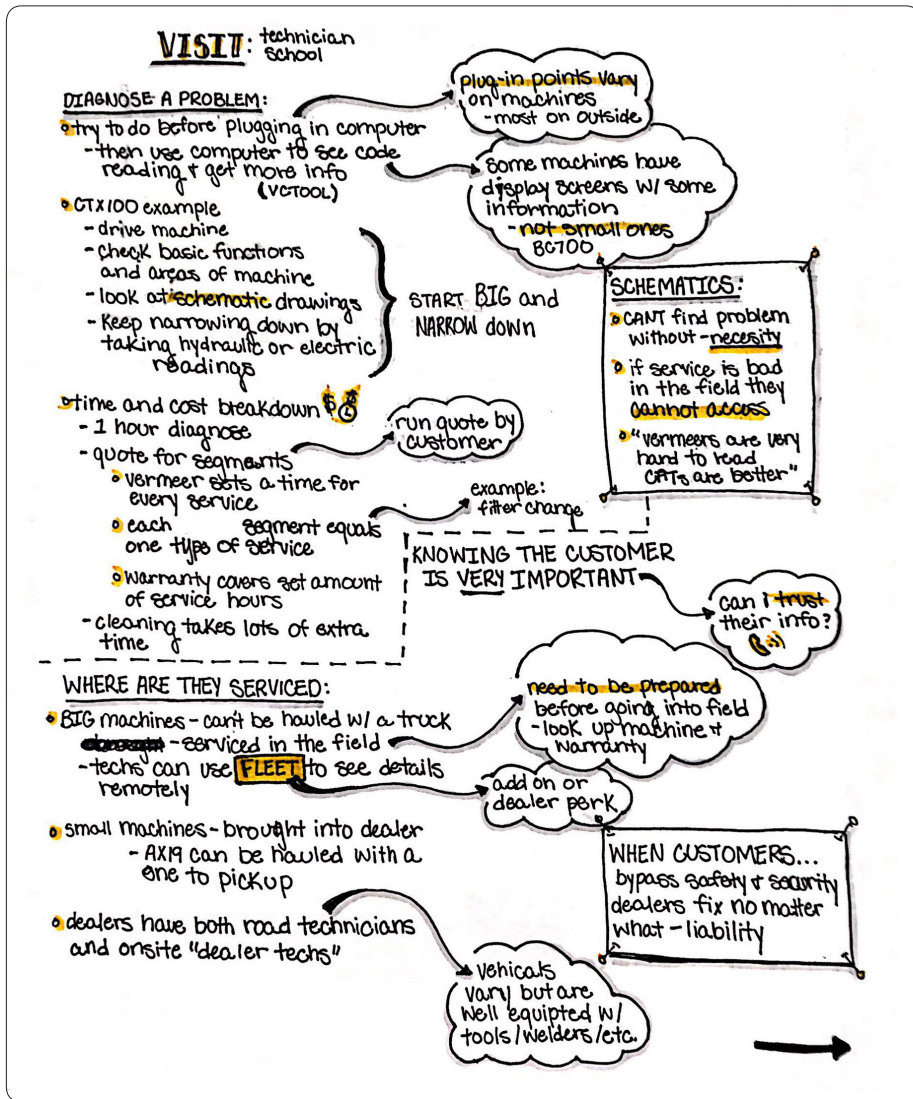 VISIT: technician
school
DIAGNOSE A PROBLEM:
try to do before plugging in computer
-then use computer to see code
reading + get more info
(VCTOOL)
plug-in points vary
on machines
-most on outside
some machines have
display screens w/ some
information
-not small ones
BC700
CTX100 example
-drive machine
-check basic functions
and areas of machine
-look at schematic drawings
-Keep narrowing down by
taking hydraulic or electric
readings
START BIG and
NARROW down
SCHEMATICS:
CANT find problem
without-necesity
if service is bad
in the field they
cannot access
"vermeers are very
hard to read
CATs are better"
time and cost breakdown $ $
-1 hour diagnose
-quote for segments
run quote by
customer
vermeer sets a time for
every service
each segment equals
one type of service
example:
filter change
warranty covers set amount
of service hours
-cleaning takes lots of extra
time
KNOWING THE CUSTOMER
IS VERY IMPORTANT
can i trust
their info?
WHERE ARE THEY SERVICED:
BIG machines-can't be hauled w/ a truck
-serviced in the field
-techs can use FLEET to see details
remotely
need to be prepared
before going into field
-look up machine +
warranty
add on or
dealer perk
small machines-brought into dealer
-AX19 can be hauled with a
one to pickup
dealers have both road technicians
and onsite "dealer techs"
vehicals
vary but are
well equipted w/
tools/welders/etc.
WHEN CUSTOMERS...
bypass safety + security
dealers fix no matter
what-liability